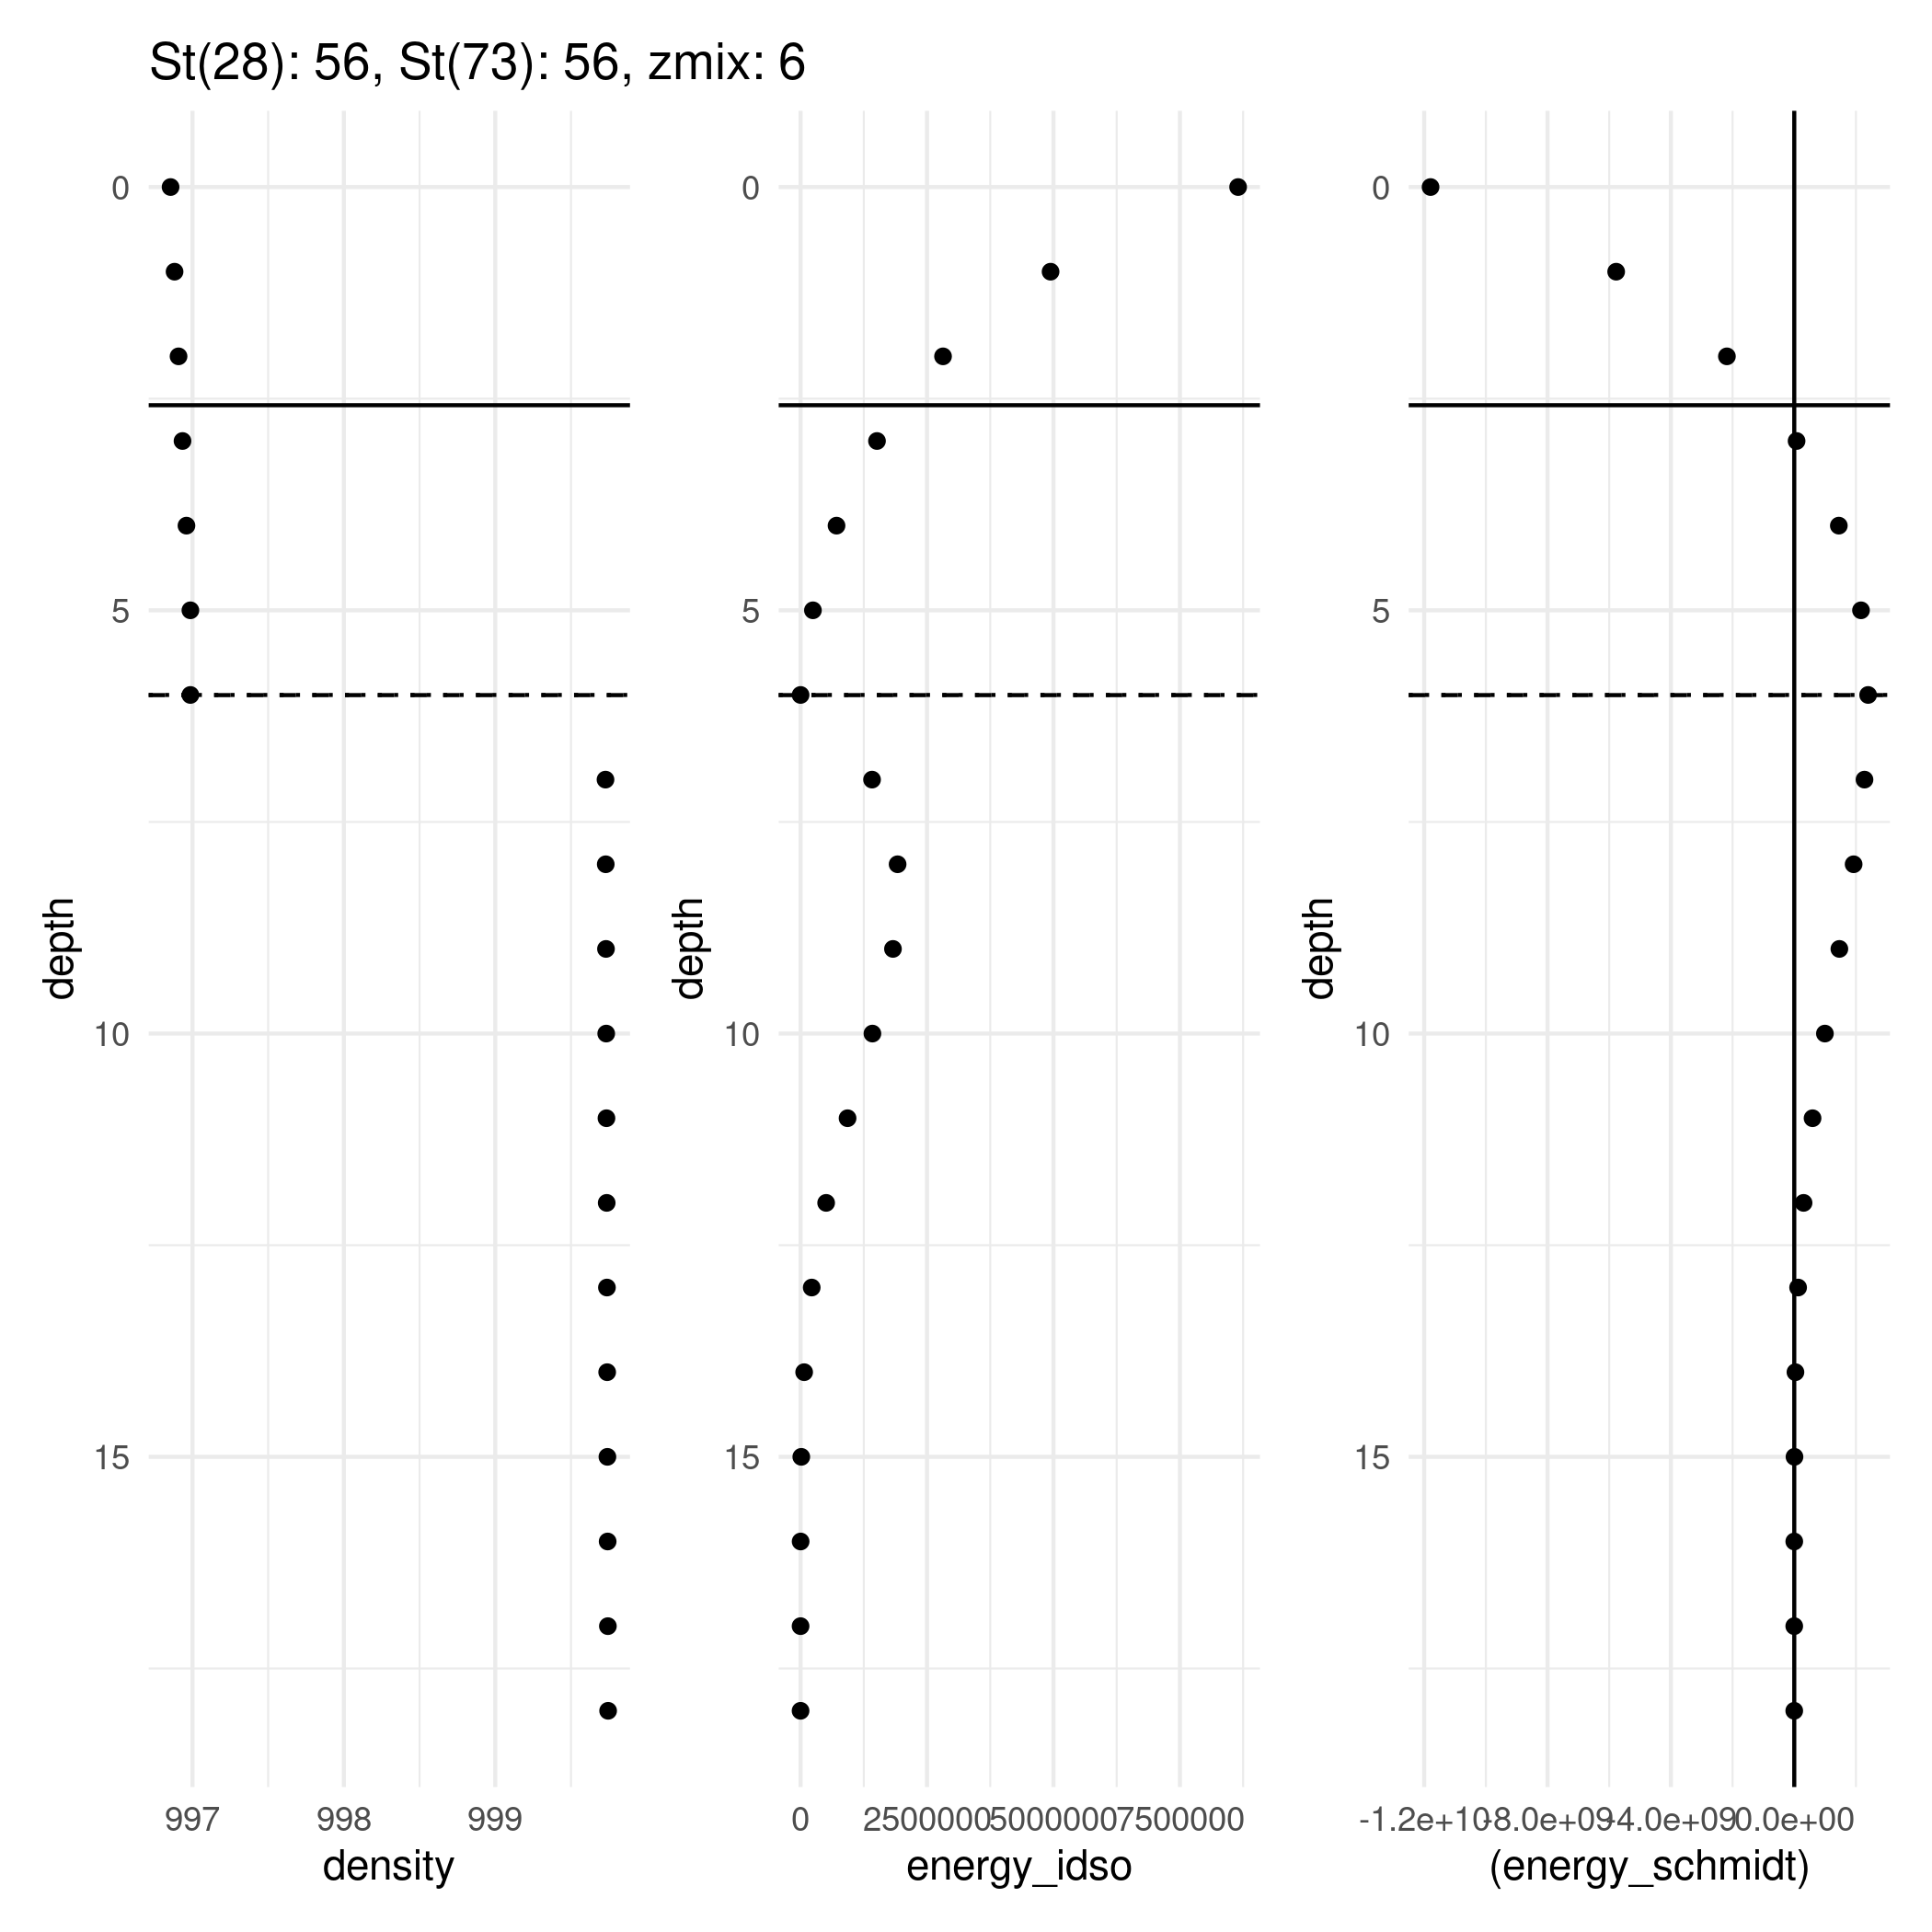 St(28): 56, St(73): 56, zmix: 6
0
5
10
15
depth
997 998 999
density
0
5
10
15
depth
0 2500000 5000000 7500000
energy_idso
0
5
10
15
depth
-1.2e+10 -8.0e+09 -4.0e+09 0.0e+00
(energy_schmidt)